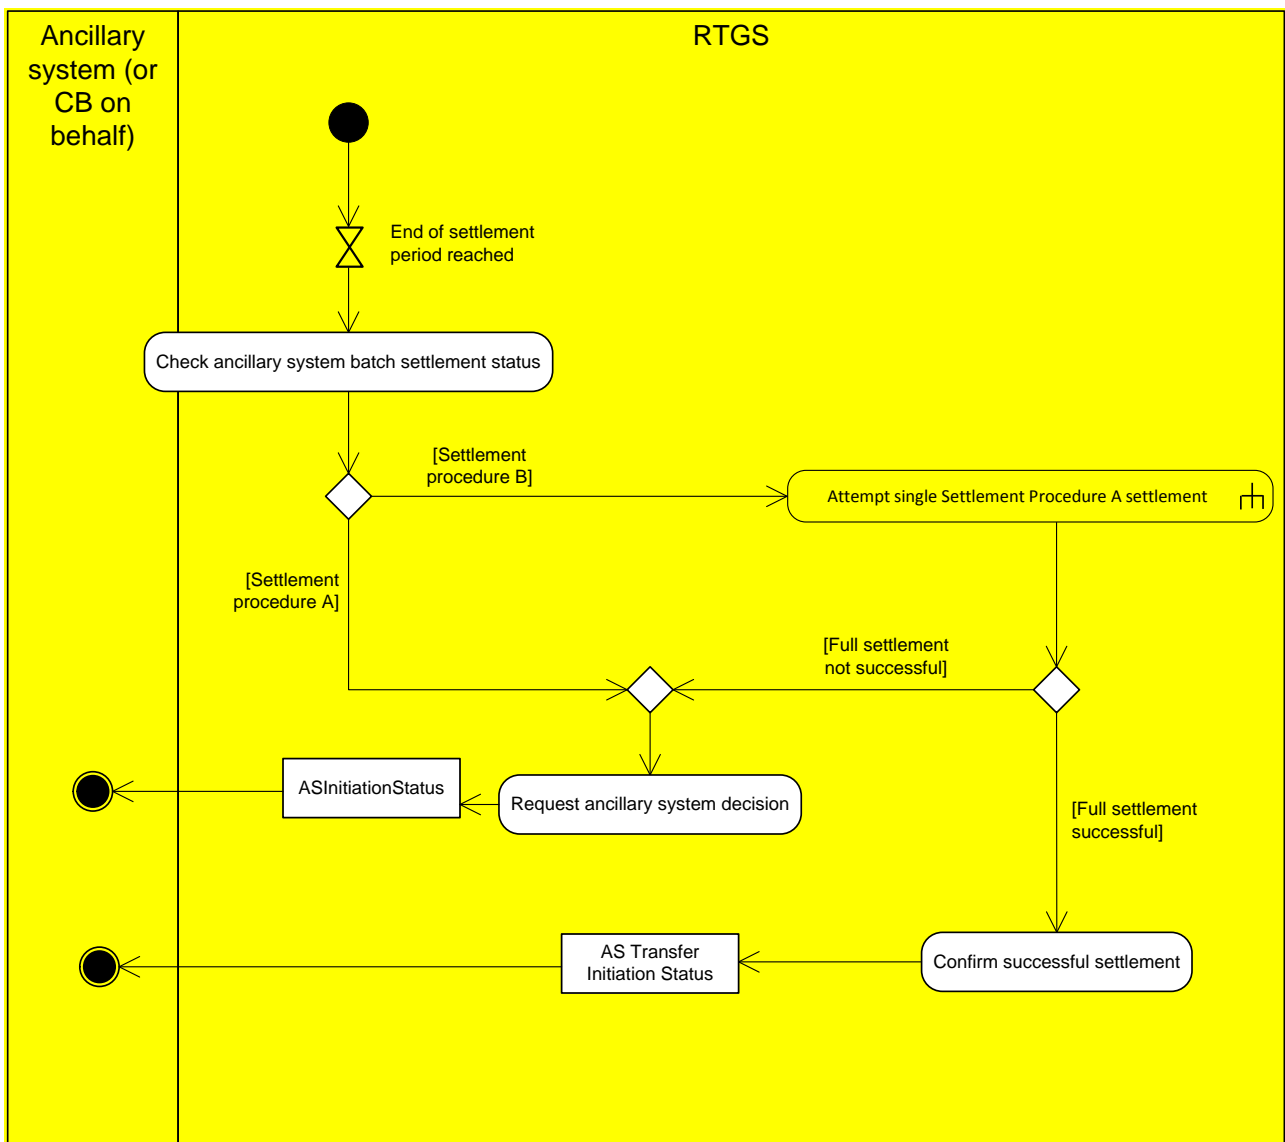 Ancillary
system (or
CB on
behalf)
RTGS
End of settlement
period reached
Check ancillary system batch settlement status
[Settlement
procedure B]
Attempt single Settlement Procedure A settlement
[Settlement
procedure A]
[Full settlement
not successful]
ASInitiationStatus
Request ancillary system decision
[Full settlement
successful]
AS Transfer
Initiation Status
Confirm successful settlement